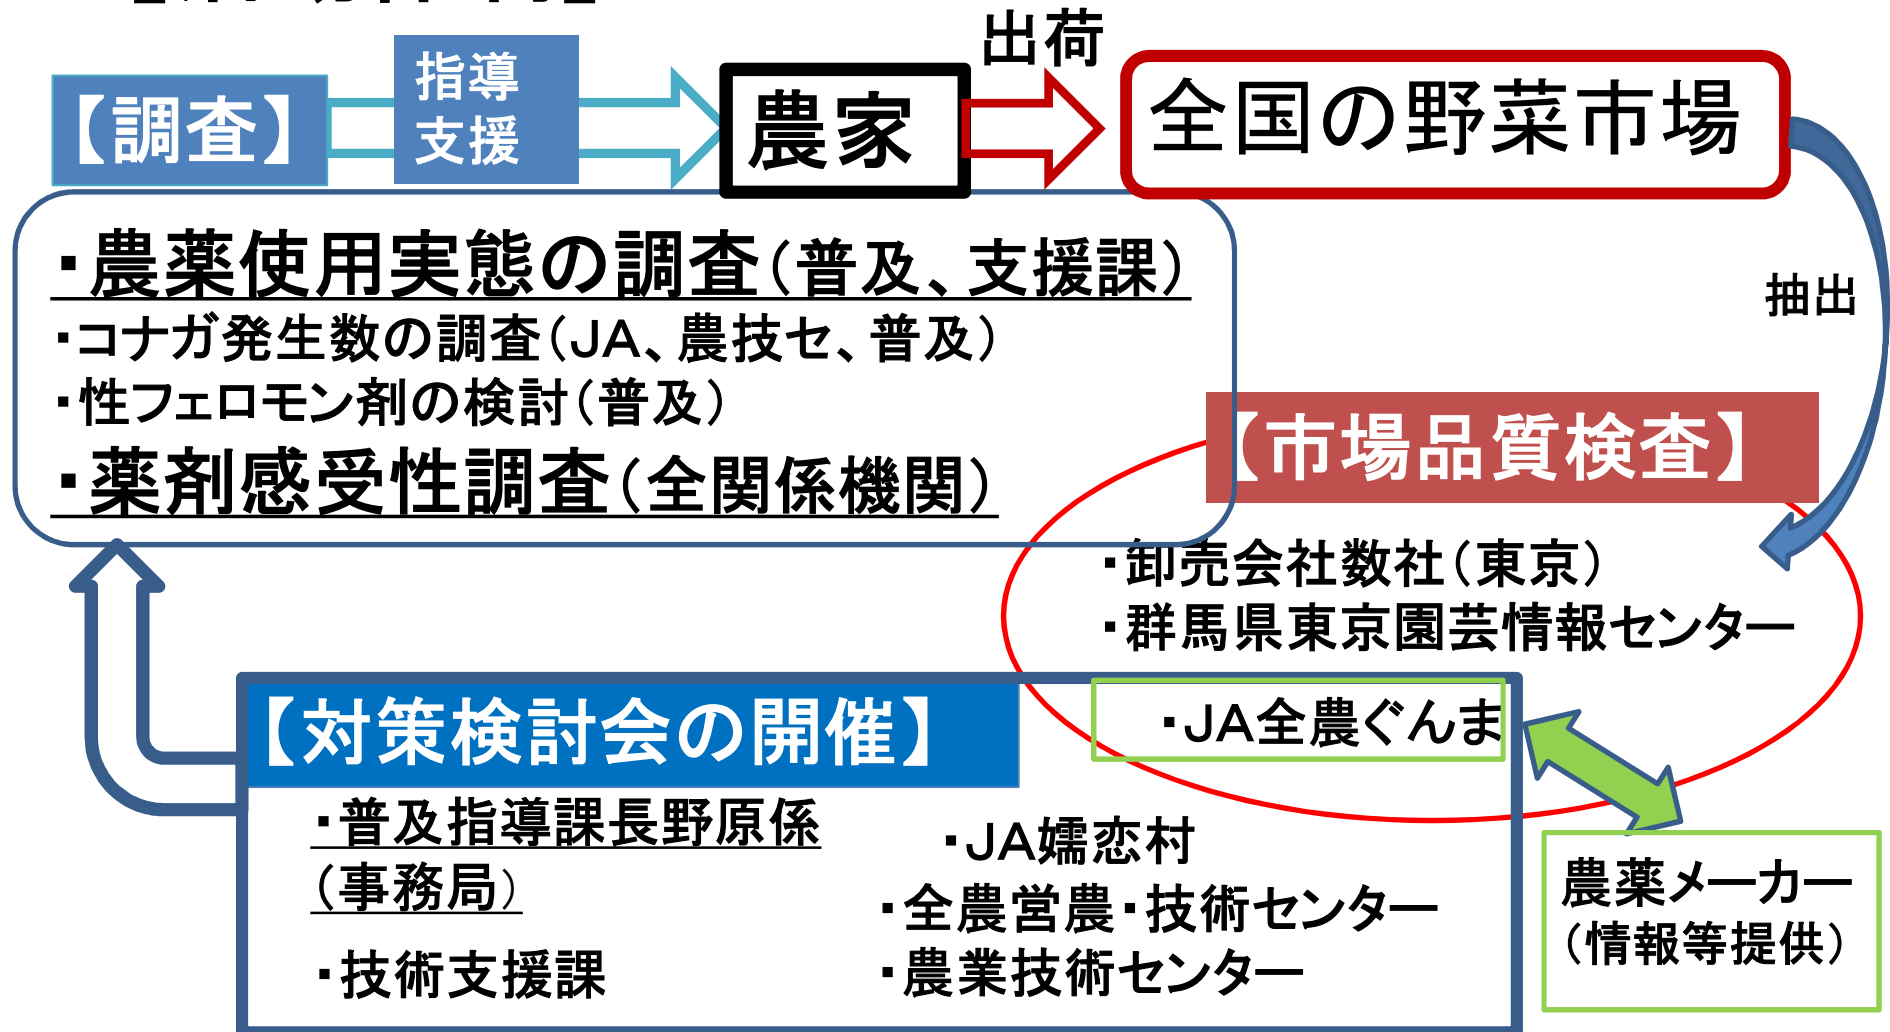 出荷
指導
支援
【調査】
農家
全国の野菜市場
・農薬使用実態の調査（普及、支援課）
・コナガ発生数の調査（ＪＡ、農技セ、普及）
・性フェロモン剤の検討（普及）
・薬剤感受性調査（全関係機関）
抽出
【市場品質検査】
・卸売会社数社（東京）
・群馬県東京園芸情報センター
・ＪＡ全農ぐんま
【対策検討会の開催】
・普及指導課長野原係
（事務局）
・技術支援課
・ＪＡ嬬恋村
・全農営農・技術センター
・農業技術センター
農薬メーカー
（情報等提供）